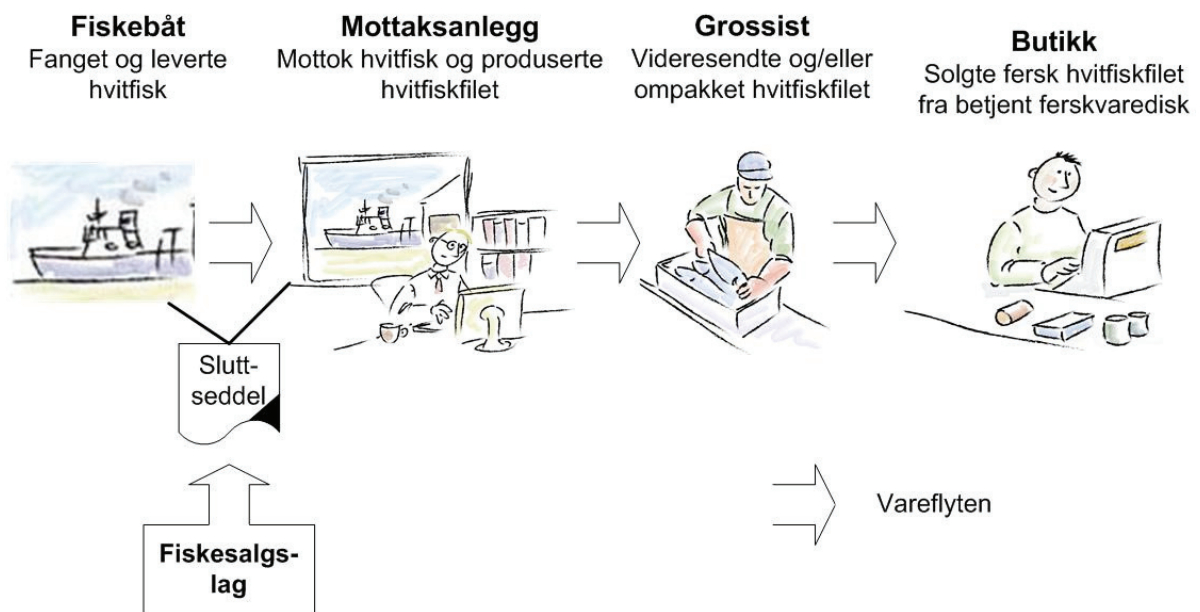 Fiskebåt
Fanget og leverte
hvitfisk
Mottaksanlegg
Mottok hvitfisk og produserte
hvitfiskfilet
Grossist
Videresendte og/eller
ompakket hvitfiskfilet
Butikk
Solgte fersk hvitfiskfilet
fra betjent ferskvaredisk
Slutt-
seddel
Fiskesalgs-
lag
Vareflyten